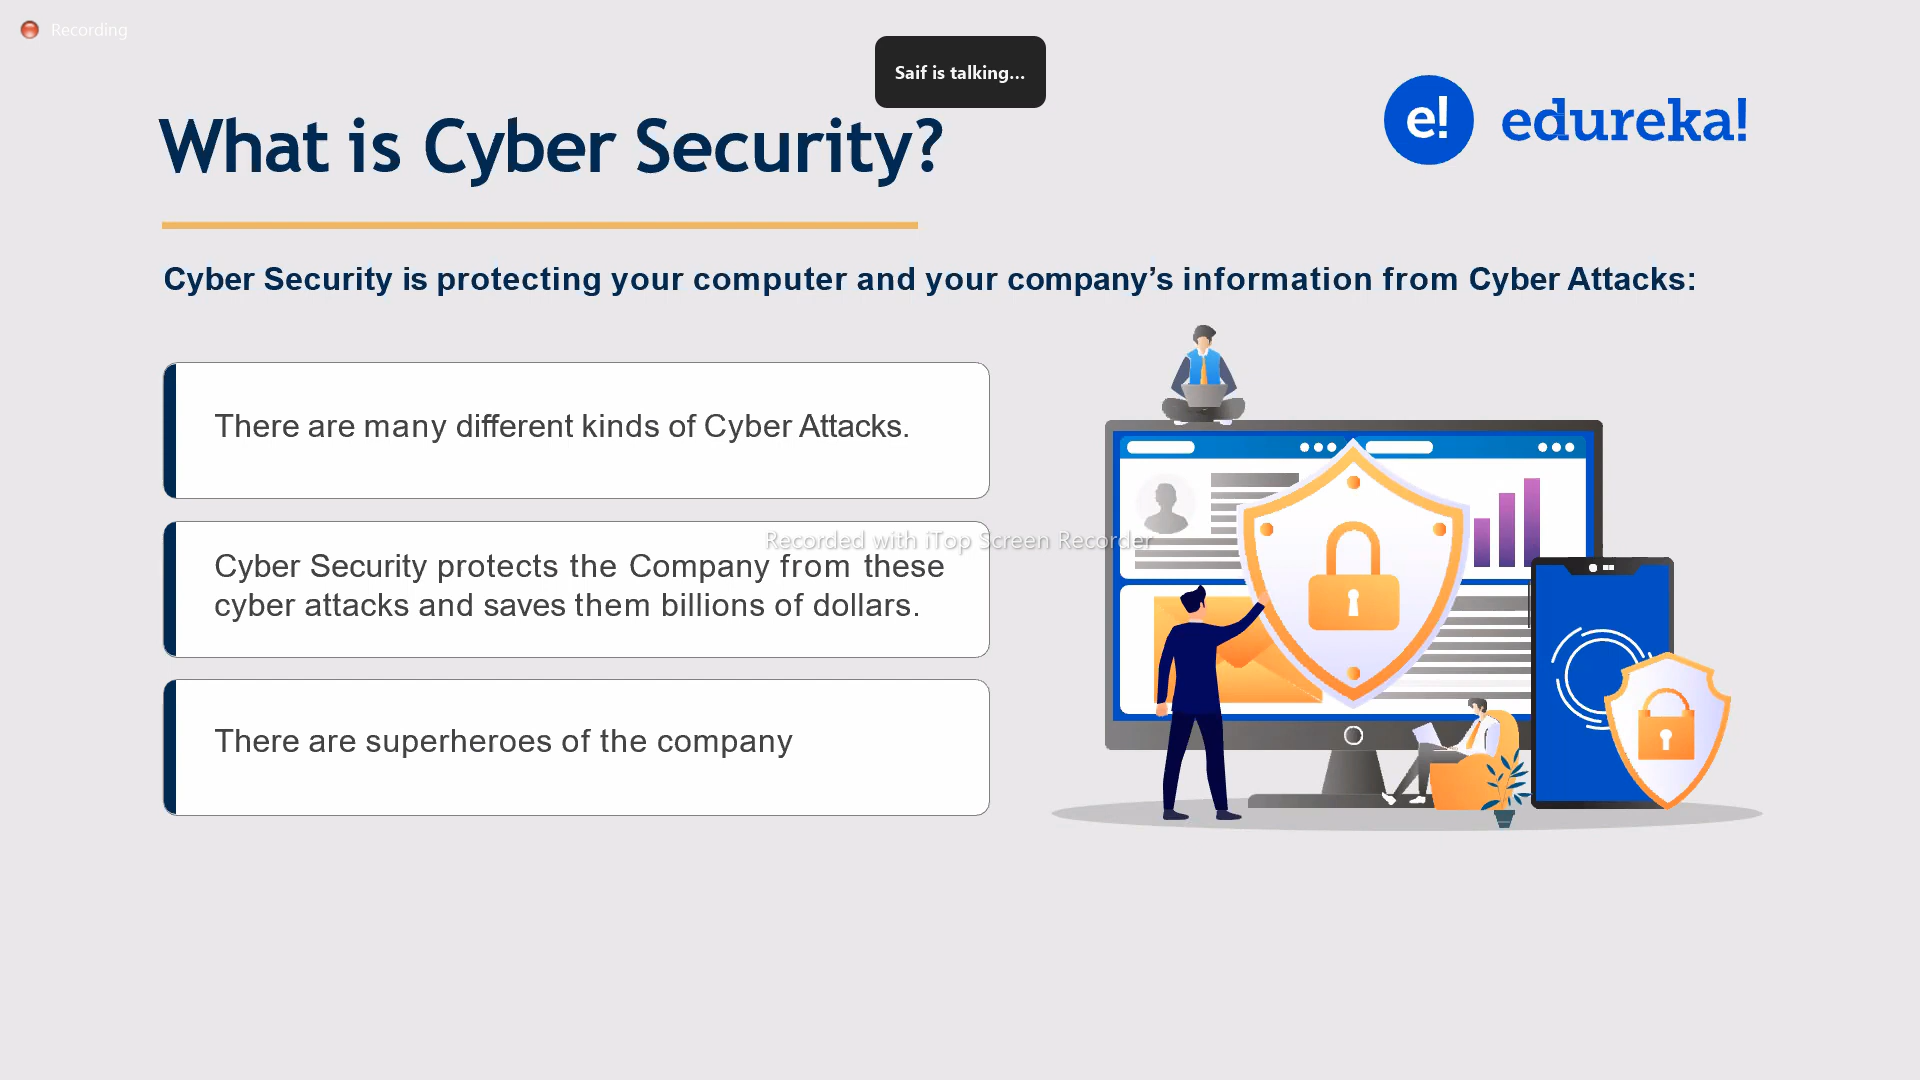 Recording
Saif is talking...
What is Cyber Security?
e! edureka!
Cyber Security is protecting your computer and your company’s information from Cyber Attacks:
There are many different kinds of Cyber Attacks.
Recorded with iTop Screen Recorder
Cyber Security protects the Company from these
cyber attacks and saves them billions of dollars.
There are superheroes of the company